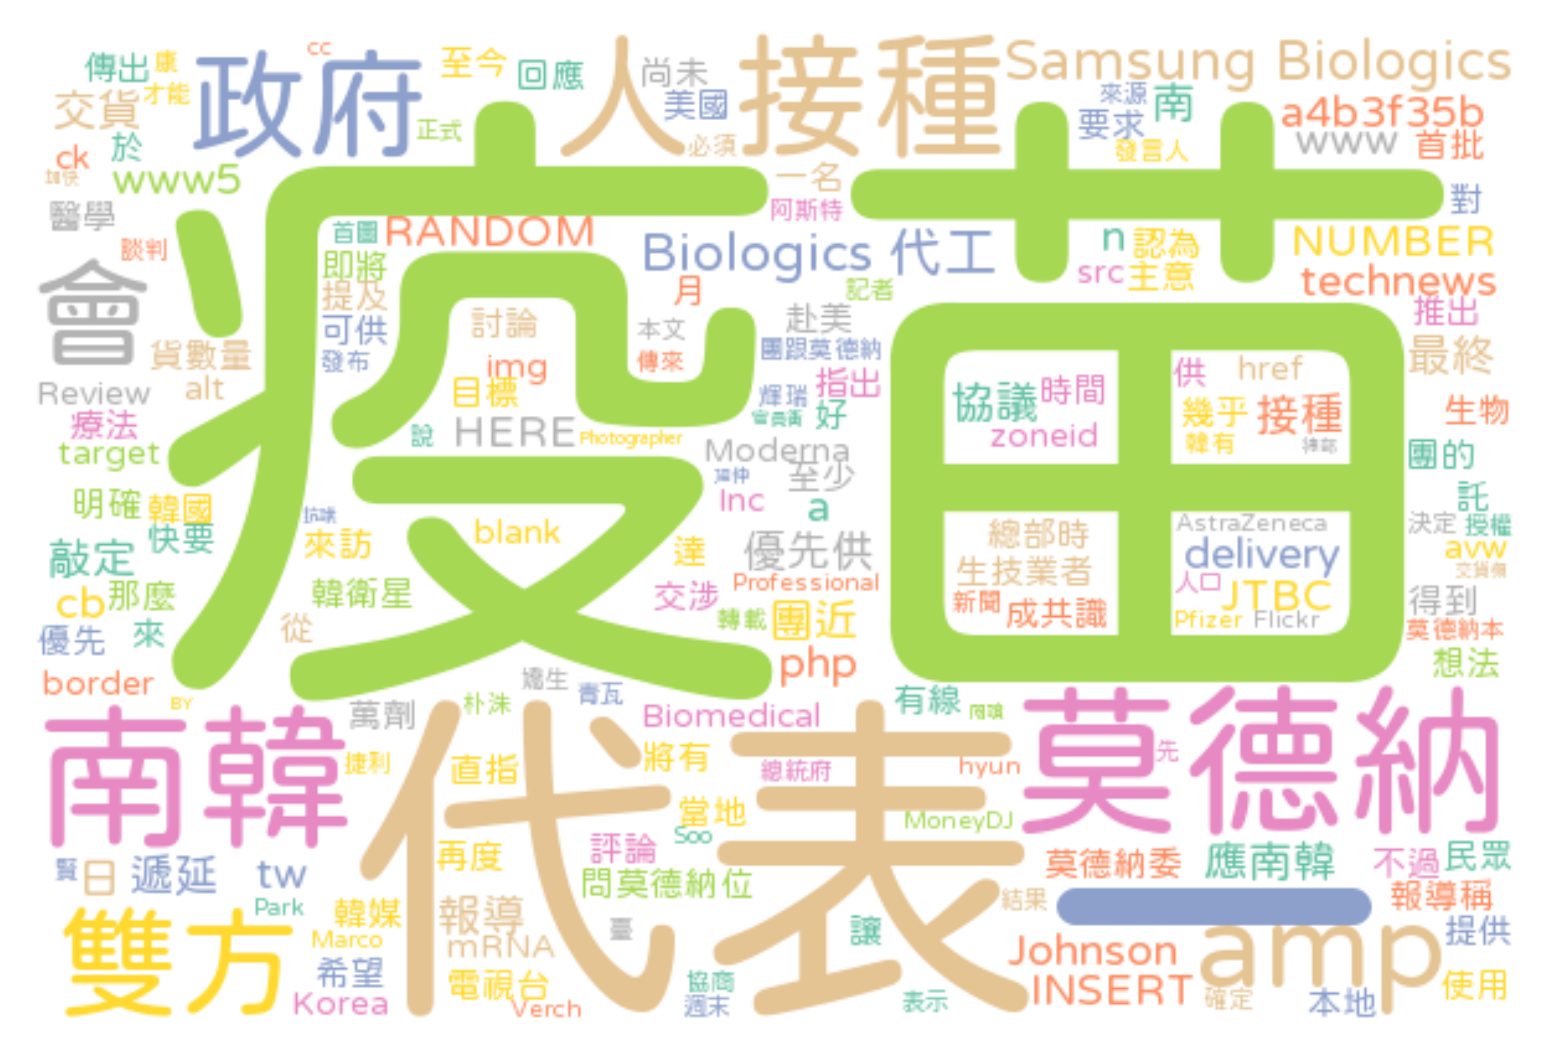 傳出
康
cc
至今
回應
尚未
人接種
Samsung Biologics
交貨
才能
政府
正式
美國
必須
來源
南
要求
發言人
a4b3f35b
www
首批
於
ck
加快
www5
一名
醫學
阿斯特
對
談判
首圖
RANDOM
疫苗
Biologics 代工
n
認為
NUMBER
src
主意
technews
即將
提及
月
記者
會
可供
討論
本文
赴美
推出
貨數量
發布
img
傳來
團跟莫德納
最終
Review
alt
目標
輝瑞
指出
協議
時間
供
href
療法
說
HERE
Photographer
好
zoneid
幾乎
接種
生物
target
Moderna
韓有
團的
至少
明確
韓國
Inc
a
託
快要
來訪
blank
達
優先供
總部時
AstraZeneca
決定
授權
敲定
delivery
avw
生技業者
cb
那麼
韓衛星
交涉
Professional
人口
JTBC
得到
新聞
成共識
優先
來
從
轉載
團近
Pfizer
Flickr
莫德納本
border
php
想法
BY
嬌生
青瓦
南韓
萬劑
朴洙
Biomedical
有線
莫德納
代表
捷利
直指
將有
總統府
hyun
先
當地
MoneyDJ
Soo
賢
日
遞延
tw
再度
評論
莫德納委
應南韓
不過
民眾
Park
問莫德納位
雙方
韓媒
報導
結果
報導稱
Marco
mRNA
臺
讓
amp
提供
希望
Johnson
電視台
協商
INSERT
使用
Korea
Verch
週末
表示
確定
本地